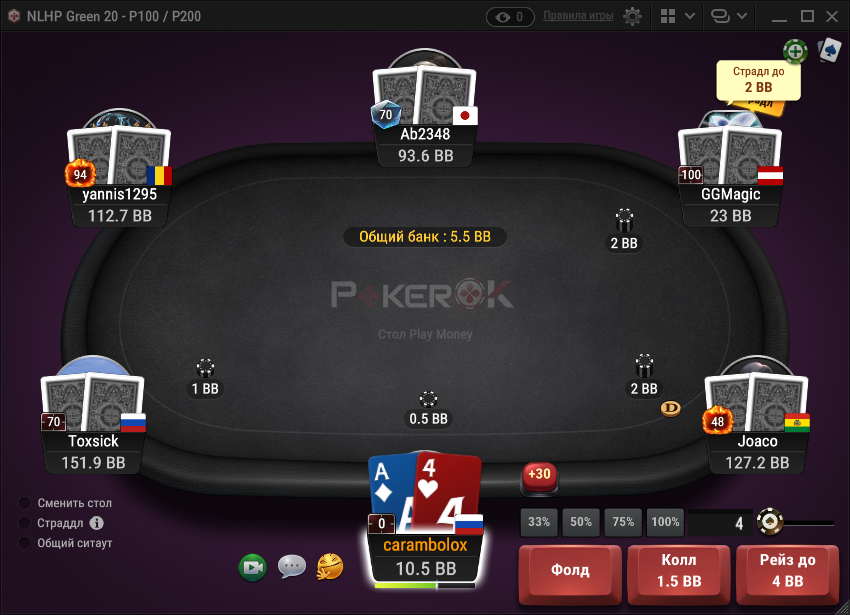 NLHP Green 20 - P100 / P200
0
Правила игры
Страдл до
2 BB
70
Ab2348
93.6 BB
94
yannis1295
112.7 BB
100
GGMagic
23 BB
Общий банк : 5.5 BB
2 BB
POKEROK
Стол Play Money
1 BB
2 BB
0.5 BB
D
70
Toxsick
151.9 BB
48
Joaco
127.2 BB
A
4
A
4
0
carambolox
10.5 BB
+30
Сменить стол
Страддл i
Общий ситаут
33%
50%
75%
100%
4
Фолд
Колл
1.5 BB
Рейз до
4 BB